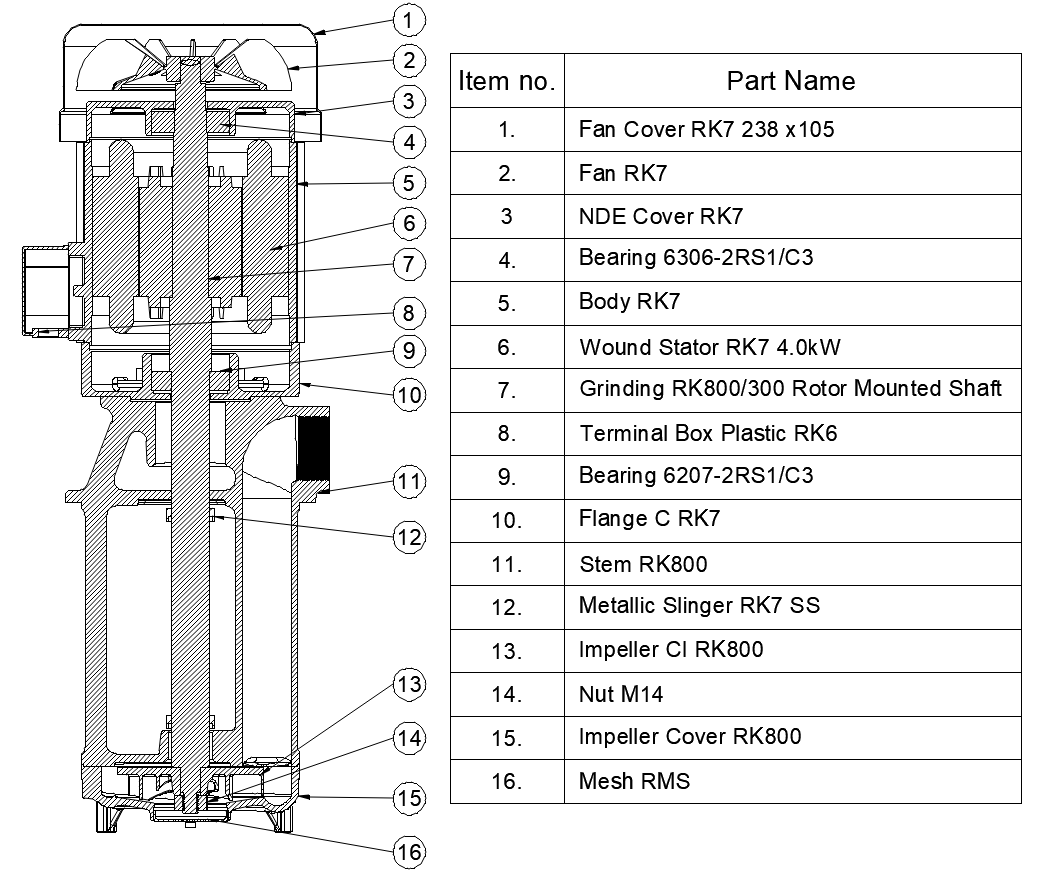 1
2
3
4
5
6
7
8
9
10
11
12
13
14
15
16
Item no. Part Name
1. Fan Cover RK7 238 x105
2. Fan RK7
3 NDE Cover RK7
4. Bearing 6306-2RS1/C3
5. Body RK7
6. Wound Stator RK7 4.0kW
7. Grinding RK800/300 Rotor Mounted Shaft
8. Terminal Box Plastic RK6
9. Bearing 6207-2RS1/C3
10. Flange C RK7
11. Stem RK800
12. Metallic Slinger RK7 SS
13. Impeller CI RK800
14. Nut M14
15. Impeller Cover RK800
16. Mesh RMS